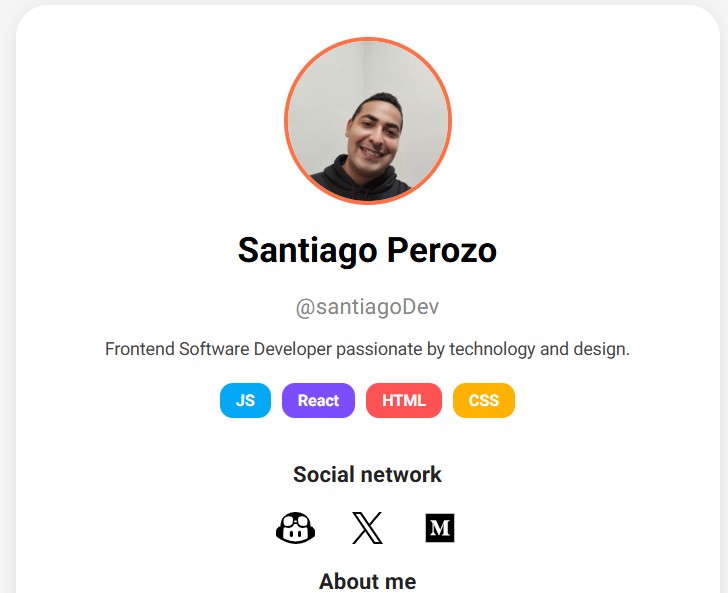 Santiago Perozo
@santiagoDev
Frontend Software Developer passionate by technology and design.
JS React HTML CSS
Social network
M
About me